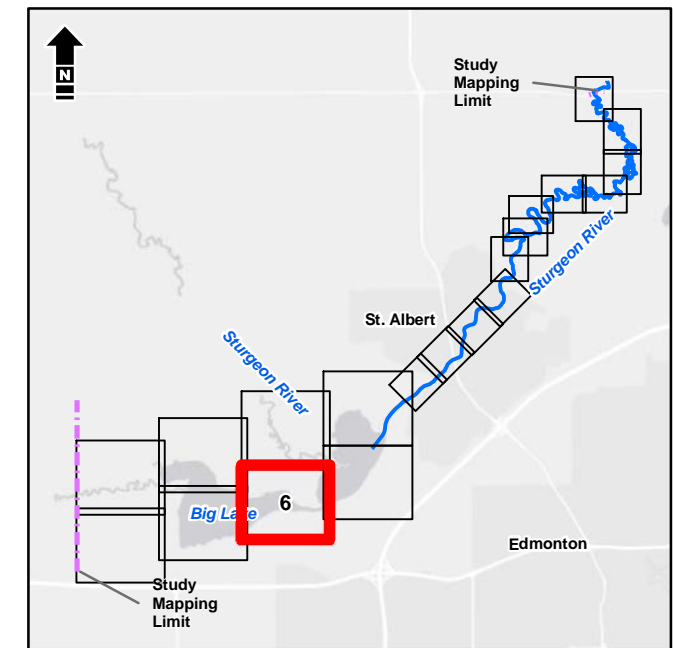 N
Study
Mapping
Limit
Sturgeon River
St. Albert
Sturgeon River
6
Big Lake
Edmonton
Study
Mapping
Limit